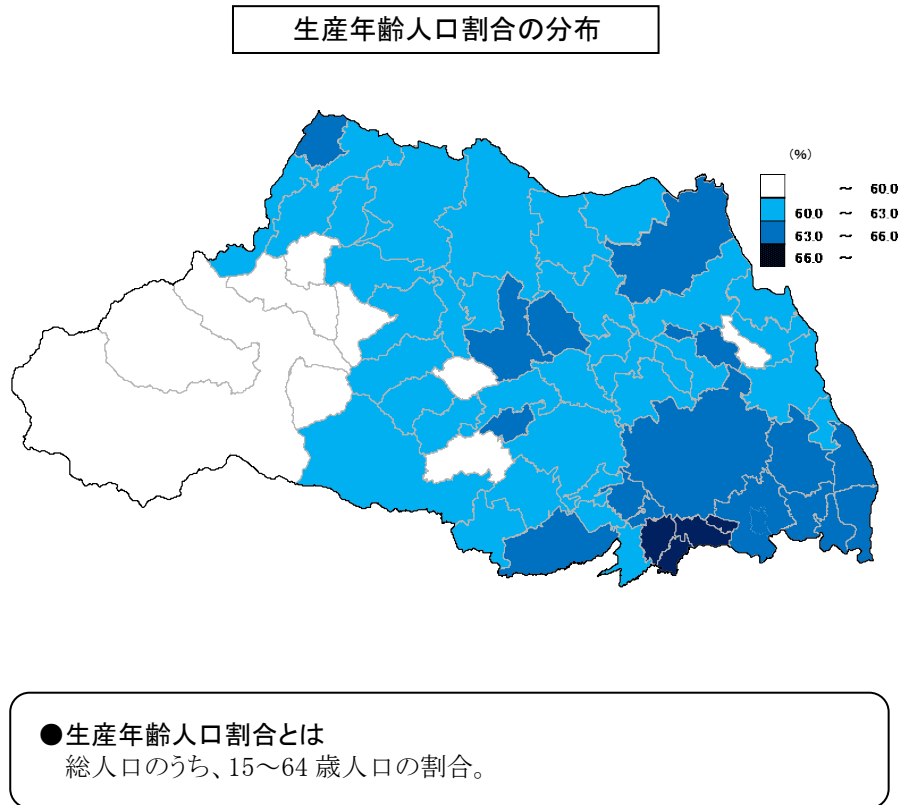 生産年齢人口割合の分布
(%)
～ 60.0
60.0 ～ 63.0
63.0 ～ 66.0
66.0 ～
●生産年齢人口割合とは
総人口のうち、15～64 歳人口の割合。